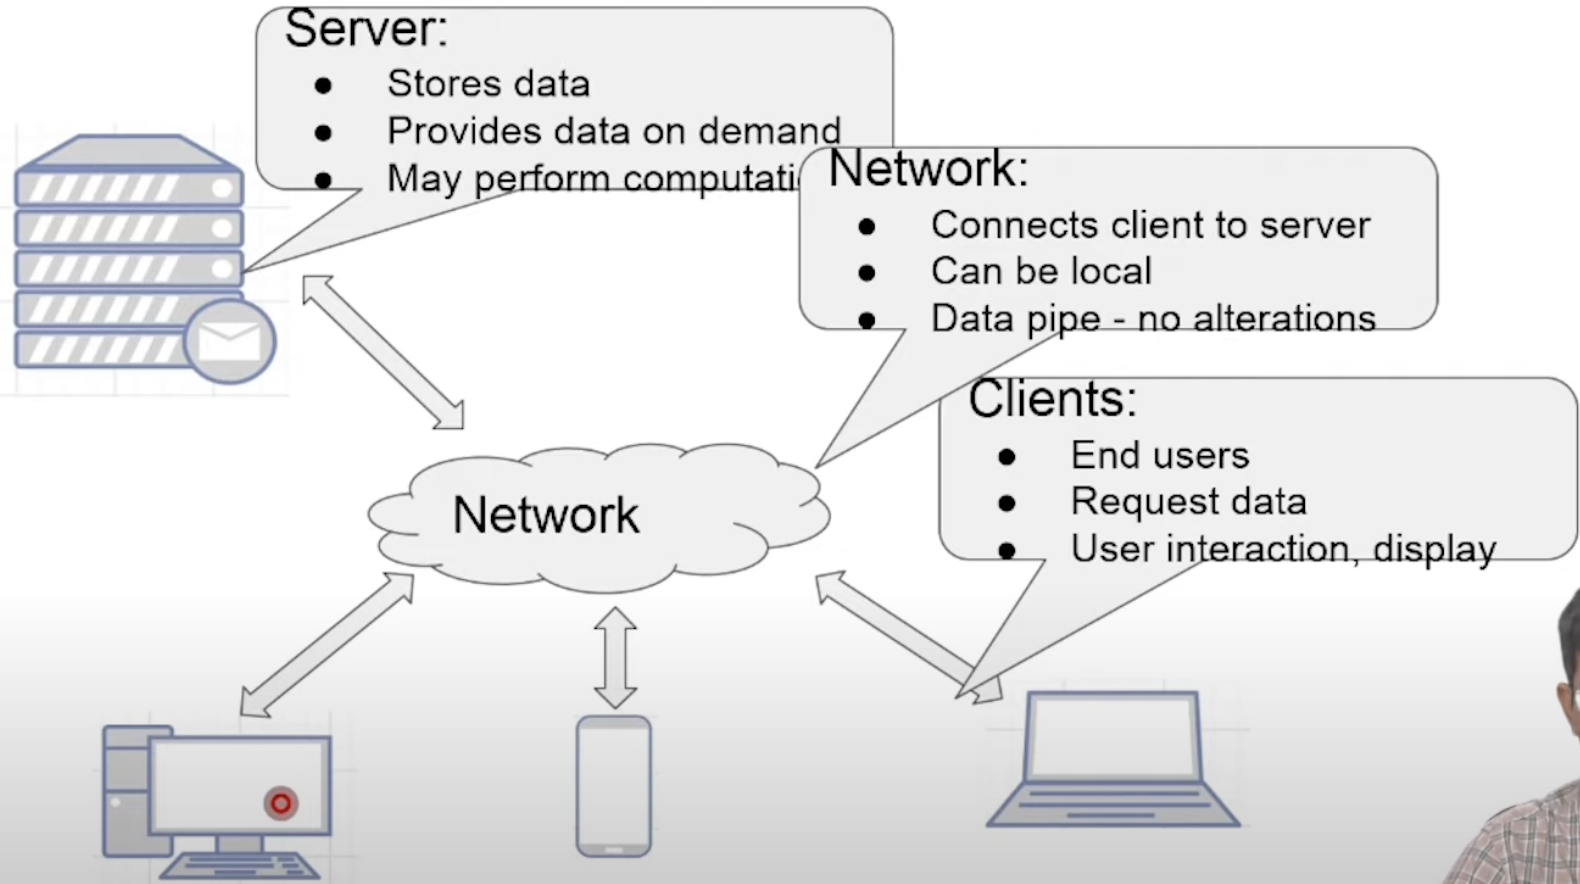 Server:
● Stores data
● Provides data on demand
● May perform computati
Network:
● Connects client to server
● Can be local
● Data pipe - no alterations
Clients:
● End users
● Request data
● User interaction, display
Network